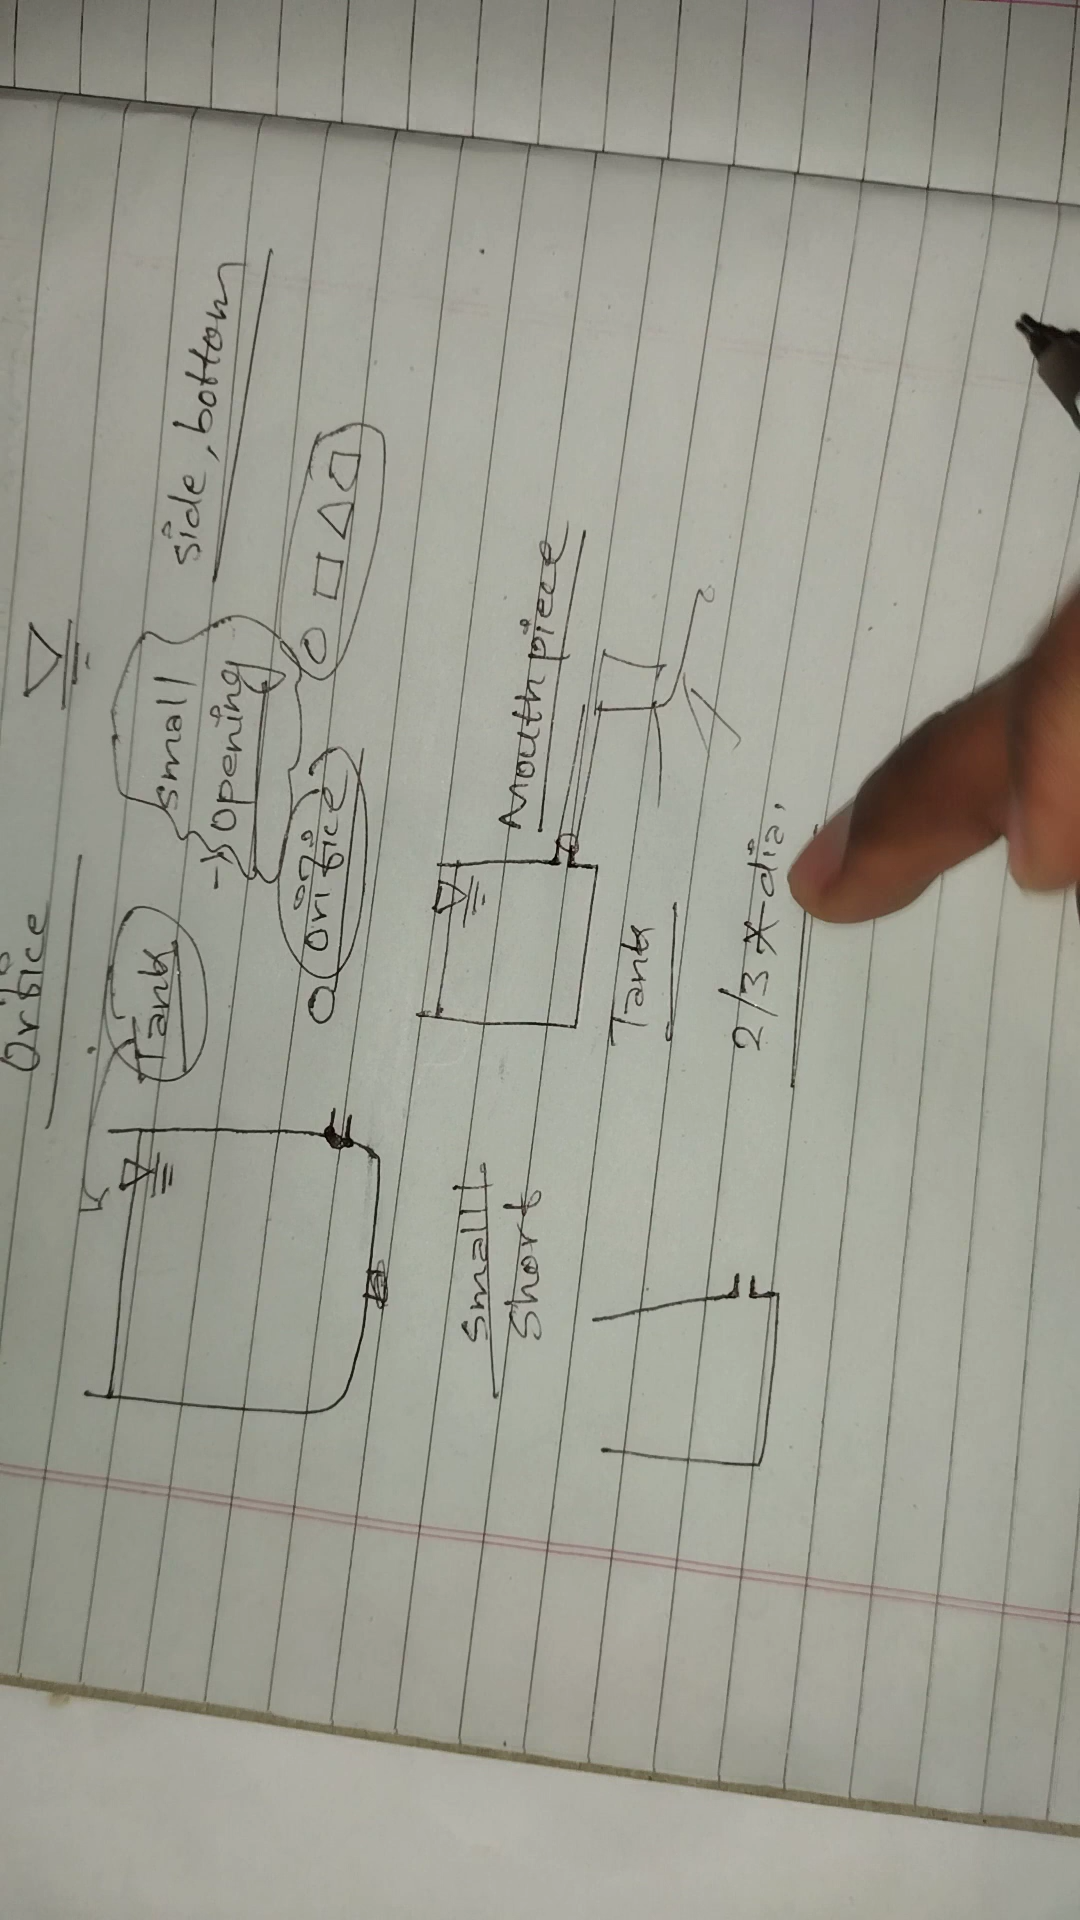 Orifice
Tank
small
opening
side, bottom
Orifice
Small
Short
Mouth piece
Tank
2/3 * dia.